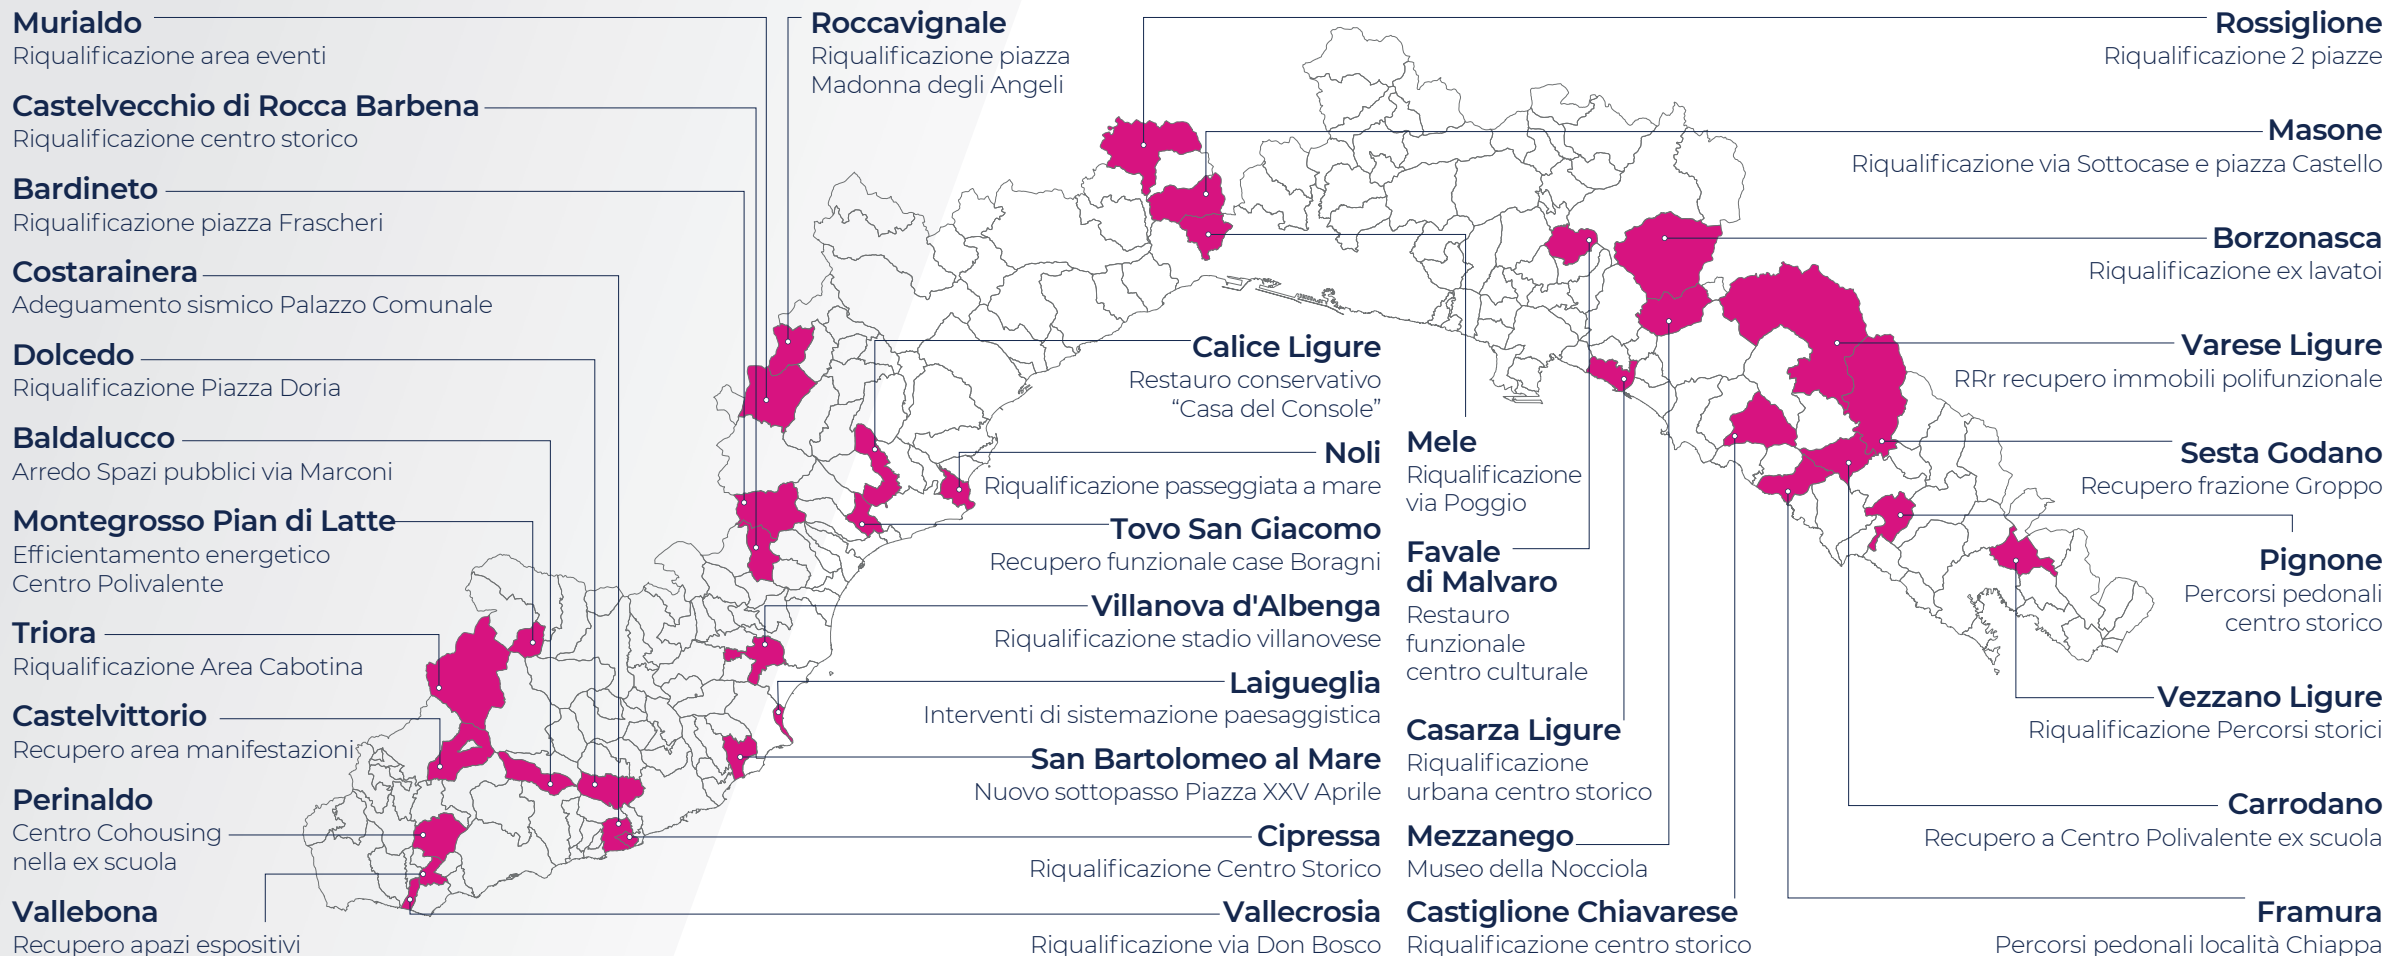 Murialdo
Riqualificazione area eventi
Castelvecchio di Rocca Barbena
Riqualificazione centro storico
Bardineto
Riqualificazione piazza Frascheri
Costarainera
Adeguamento sismico Palazzo Comunale
Dolcedo
Riqualificazione Piazza Doria
Baldalucco
Arredo Spazi pubblici via Marconi
Montegrosso Pian di Latte
Efficientamento energetico
Centro Polivalente
Triora
Riqualificazione Area Cabotina
Castelvittorio
Recupero area manifestazioni
Perinaldo
Centro Cohousing
nella ex scuola
Vallebona
Recupero apazi espositivi
Roccavignale
Riqualificazione piazza
Madonna degli Angeli
Calice Ligure
Restauro conservativo
“Casa del Console”
Noli
Riqualificazione passeggiata a mare
Tovo San Giacomo
Recupero funzionale case Boragni
Villanova d'Albenga
Riqualificazione stadio villanovese
Laigueglia
Interventi di sistemazione paesaggistica
San Bartolomeo al Mare
Nuovo sottopasso Piazza XXV Aprile
Cipressa
Riqualificazione Centro Storico
Vallecrosia
Riqualificazione via Don Bosco
Mele
Riqualificazione
via Poggio
Favale
di Malvaro
Restauro
funzionale
centro culturale
Casarza Ligure
Riqualificazione
urbana centro storico
Mezzanego
Museo della Nocciola
Castiglione Chiavarese
Riqualificazione centro storico
Rossiglione
Riqualificazione 2 piazze
Masone
Riqualificazione via Sottocase e piazza Castello
Borzonasca
Riqualificazione ex lavatoi
Varese Ligure
RRr recupero immobili polifunzionale
Sesta Godano
Recupero frazione Groppo
Pignone
Percorsi pedonali
centro storico
Vezzano Ligure
Riqualificazione Percorsi storici
Carrodano
Recupero a Centro Polivalente ex scuola
Framura
Percorsi pedonali località Chiappa